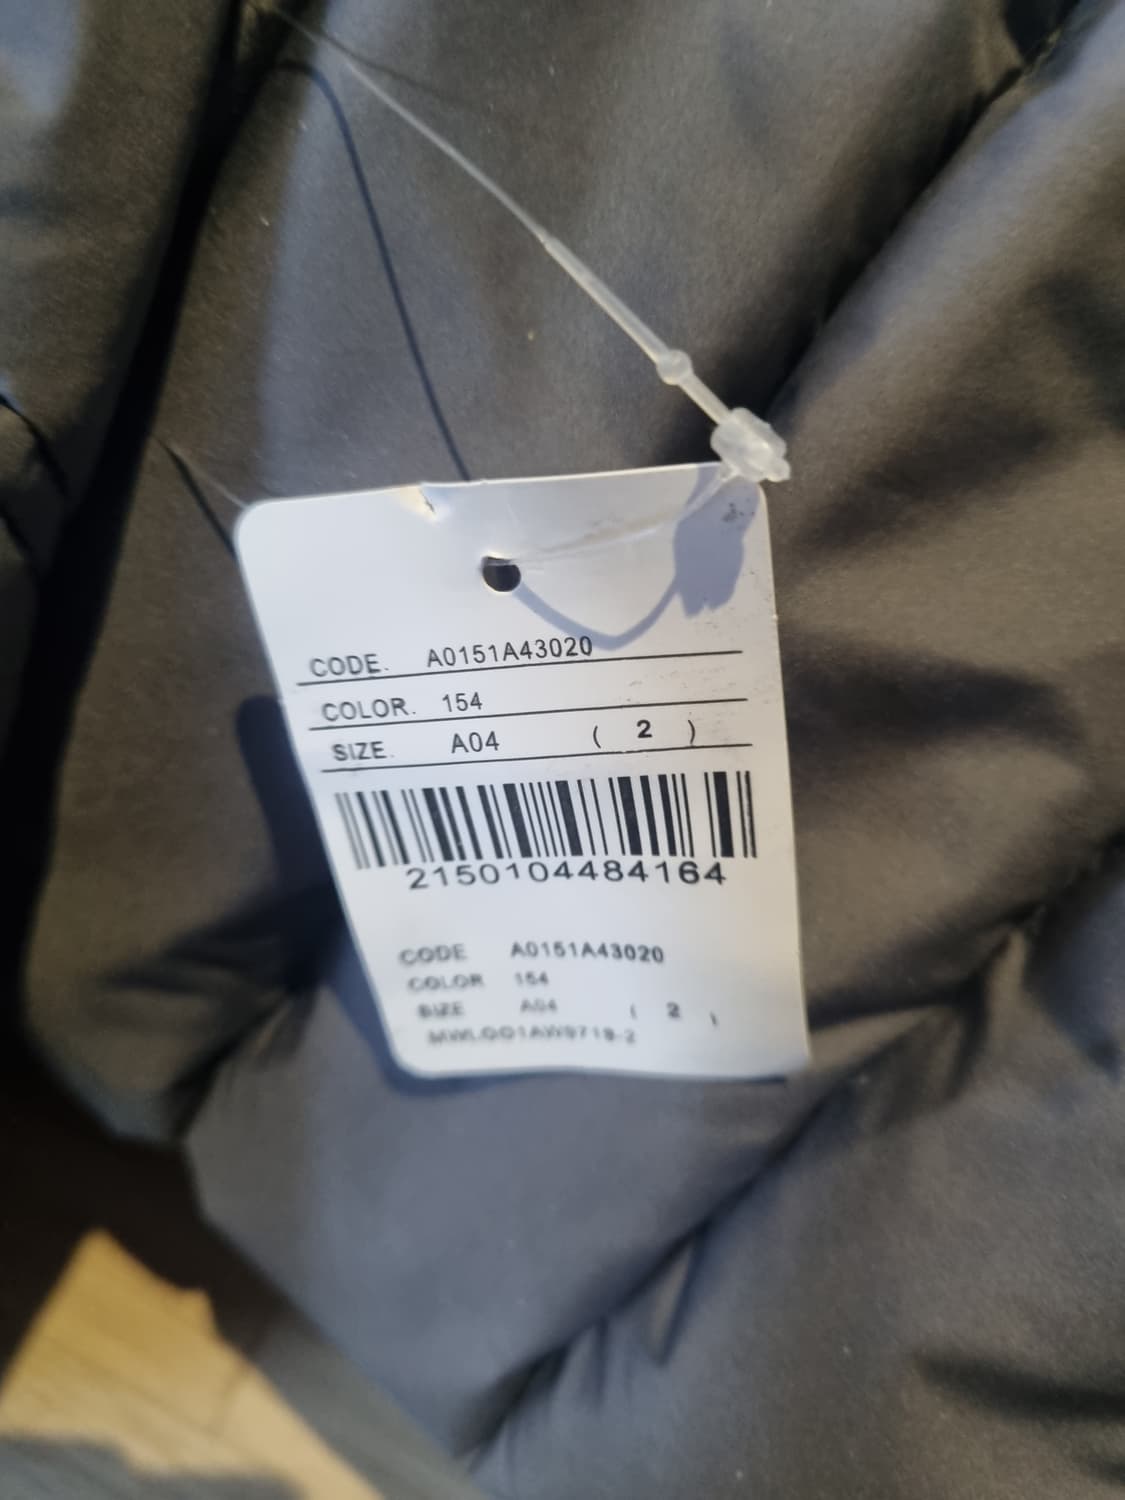 CODE. A0151A43020
COLOR. 154
SIZE. A04 ( 2 )
2150104484164
CODE A0151A43020
COLOR 154
SIZE A04 ( 2 )